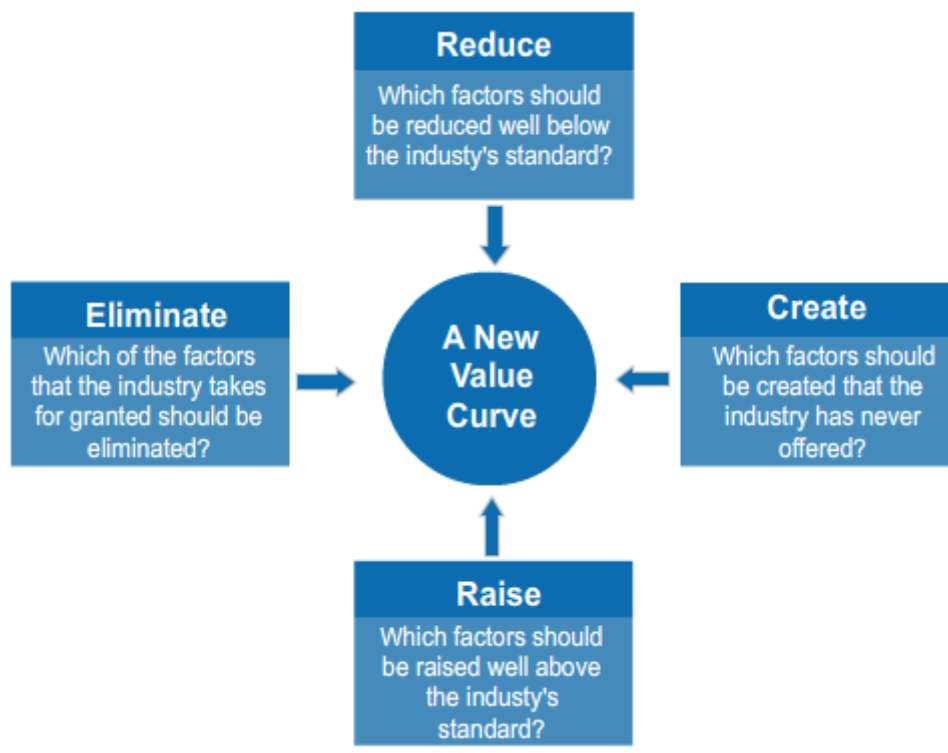 Reduce
Which factors should
be reduced well below
the industy's standard?
Eliminate
Which of the factors
that the industry takes
for granted should be
eliminated?
A New
Value
Curve
Create
Which factors should
be created that the
industry has never
offered?
Raise
Which factors should
be raised well above
the industy's
standard?